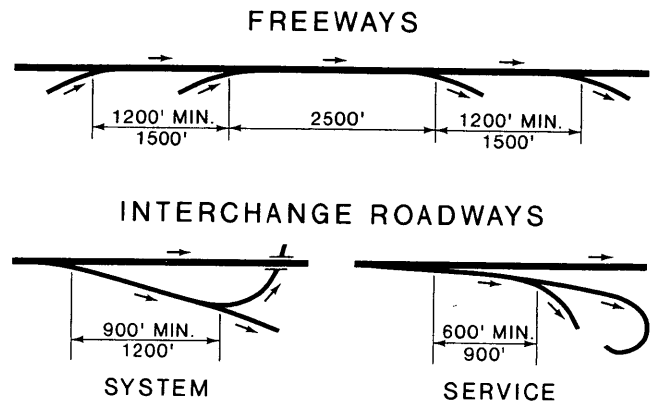 FREEWAYS
1200' MIN.
1500'
2500'
1200' MIN.
1500'
INTERCHANGE ROADWAYS
900' MIN.
1200'
SYSTEM
600' MIN.
900'
SERVICE